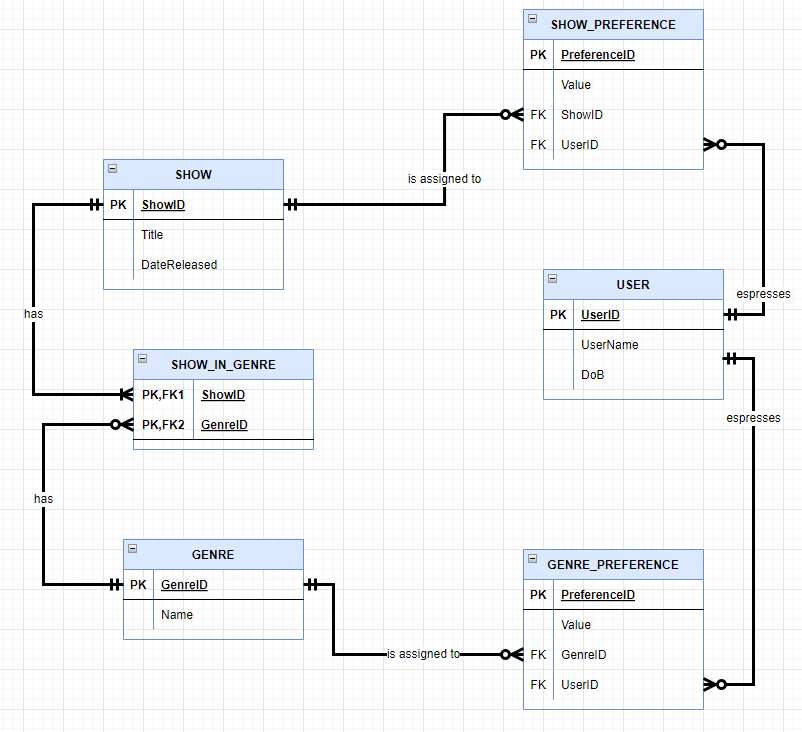 SHOW_PREFERENCE
PK PreferenceID
Value
FK ShowID
FK UserID
is assigned to
SHOW
PK ShowID
Title
DateReleased
espresses
USER
PK UserID
UserName
DoB
has
SHOW_IN_GENRE
PK,FK1 ShowID
PK,FK2 GenreID
espresses
has
GENRE
PK GenreID
Name
is assigned to
GENRE_PREFERENCE
PK PreferenceID
Value
FK GenreID
FK UserID